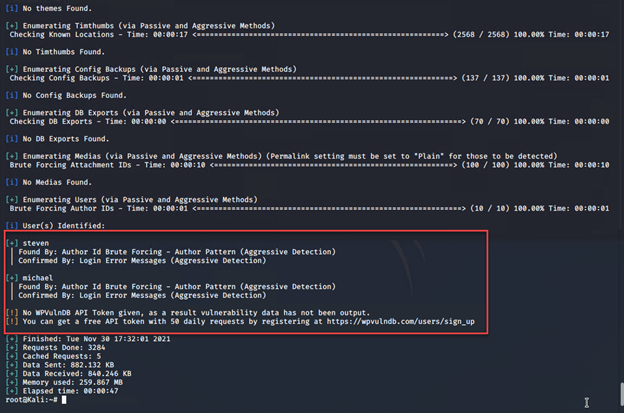 [i] No themes Found.
[+] Enumerating Timthumbs (via Passive and Aggressive Methods)
Checking Known Locations - Time: 00:00:17 <==================================================> (2568 / 2568) 100.00% Time: 00:00:17
[i] No Timthumbs Found.
[+] Enumerating Config Backups (via Passive and Aggressive Methods)
Checking Config Backups - Time: 00:00:01 <====================================================> (137 / 137) 100.00% Time: 00:00:01
[i] No Config Backups Found.
[+] Enumerating DB Exports (via Passive and Aggressive Methods)
Checking DB Exports - Time: 00:00:00 <==========================================================> (70 / 70) 100.00% Time: 00:00:00
[i] No DB Exports Found.
[+] Enumerating Medias (via Passive and Aggressive Methods) (Permalink setting must be set to "Plain" for those to be detected)
Brute Forcing Attachment IDs - Time: 00:00:10 <================================================> (100 / 100) 100.00% Time: 00:00:10
[i] No Medias Found.
[+] Enumerating Users (via Passive and Aggressive Methods)
Brute Forcing Author IDs - Time: 00:00:01 <=====================================================> (10 / 10) 100.00% Time: 00:00:01
[i] User(s) Identified:
[+] steven
| Found By: Author Id Brute Forcing - Author Pattern (Aggressive Detection)
| Confirmed By: Login Error Messages (Aggressive Detection)
[+] michael
| Found By: Author Id Brute Forcing - Author Pattern (Aggressive Detection)
| Confirmed By: Login Error Messages (Aggressive Detection)
[!] No WPVulnDB API Token given, as a result vulnerability data has not been output.
[!] You can get a free API token with 50 daily requests by registering at https://wpvulndb.com/users/sign_up
[+] Finished: Tue Nov 30 17:32:01 2021
[+] Requests Done: 3284
[+] Cached Requests: 5
[+] Data Sent: 882.132 KB
[+] Data Received: 840.246 KB
[+] Memory used: 259.867 MB
[+] Elapsed time: 00:00:47
root@Kali:~#